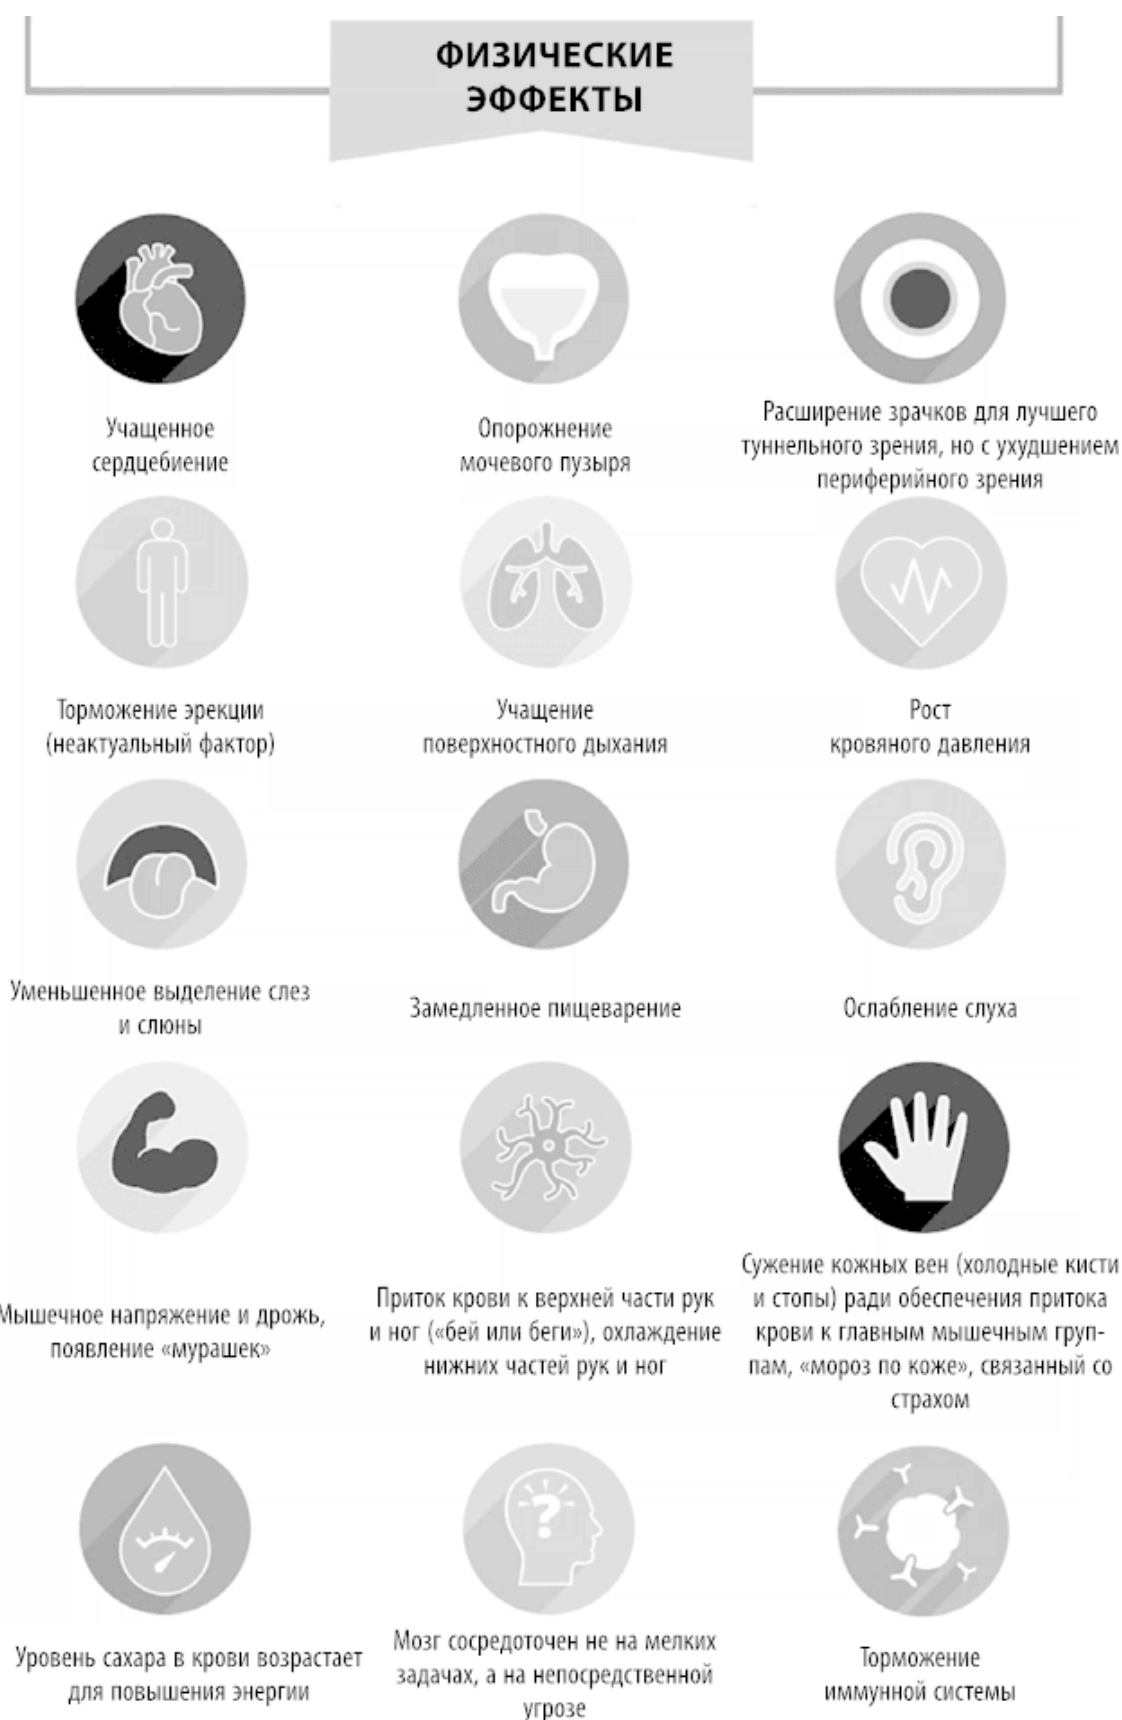 ФИЗИЧЕСКИЕ
ЭФФЕКТЫ
Учащенное
сердцебиение
Опорожнение
мочевого пузыря
Расширение зрачков для лучшего
туннельного зрения, но с ухудшением
периферийного зрения
Торможение эрекции
(неактуальный фактор)
Учащение
поверхностного дыхания
Рост
кровяного давления
Уменьшенное выделение слез
и слюны
Замедленное пищеварение
Ослабление слуха
Мышечное напряжение и дрожь,
появление «мурашек»
Приток крови к верхней части рук
и ног («бей или беги»), охлаждение
нижних частей рук и ног
Сужение кожных вен (холодные кисти
и стопы) ради обеспечения притока
крови к главным мышечным груп-
пам, «мороз по коже», связанный со
страхом
Уровень сахара в крови возрастает
для повышения энергии
Мозг сосредоточен не на мелких
задачах, а на непосредственной
угрозе
Торможение
иммунной системы
?